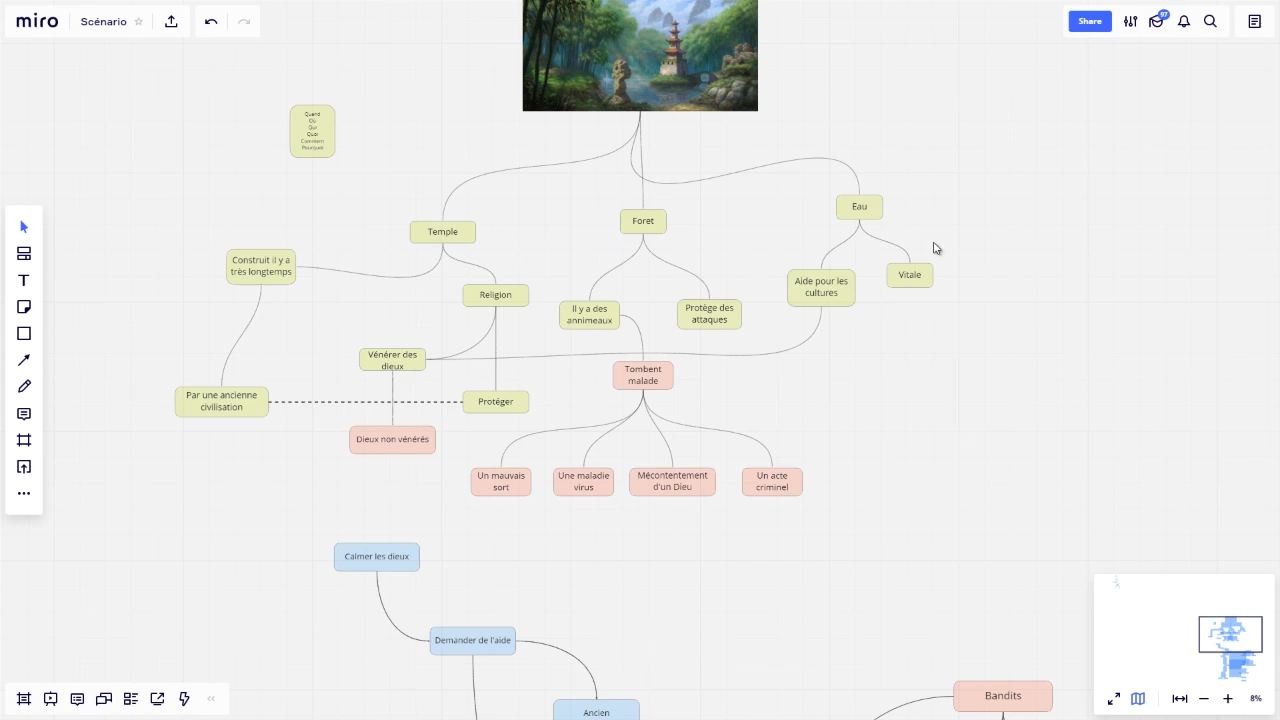 miro
Scénario
Share
97
Quand
Où
Qui
Quoi
Comment
Pourquoi
Eau
Foret
Temple
Construit il y a
très longtemps
Vitale
Aide pour les
cultures
Religion
Il y a des
annimeaux
Protège des
attaques
Vénérer des
dieux
Tombent
malade
Par une ancienne
civilisation
Protéger
Dieux non vénérés
Un mauvais
sort
Une maladie
virus
Mécontentement
d'un Dieu
Un acte
criminel
Calmer les dieux
Demander de l'aide
Ancien
Bandits
8%